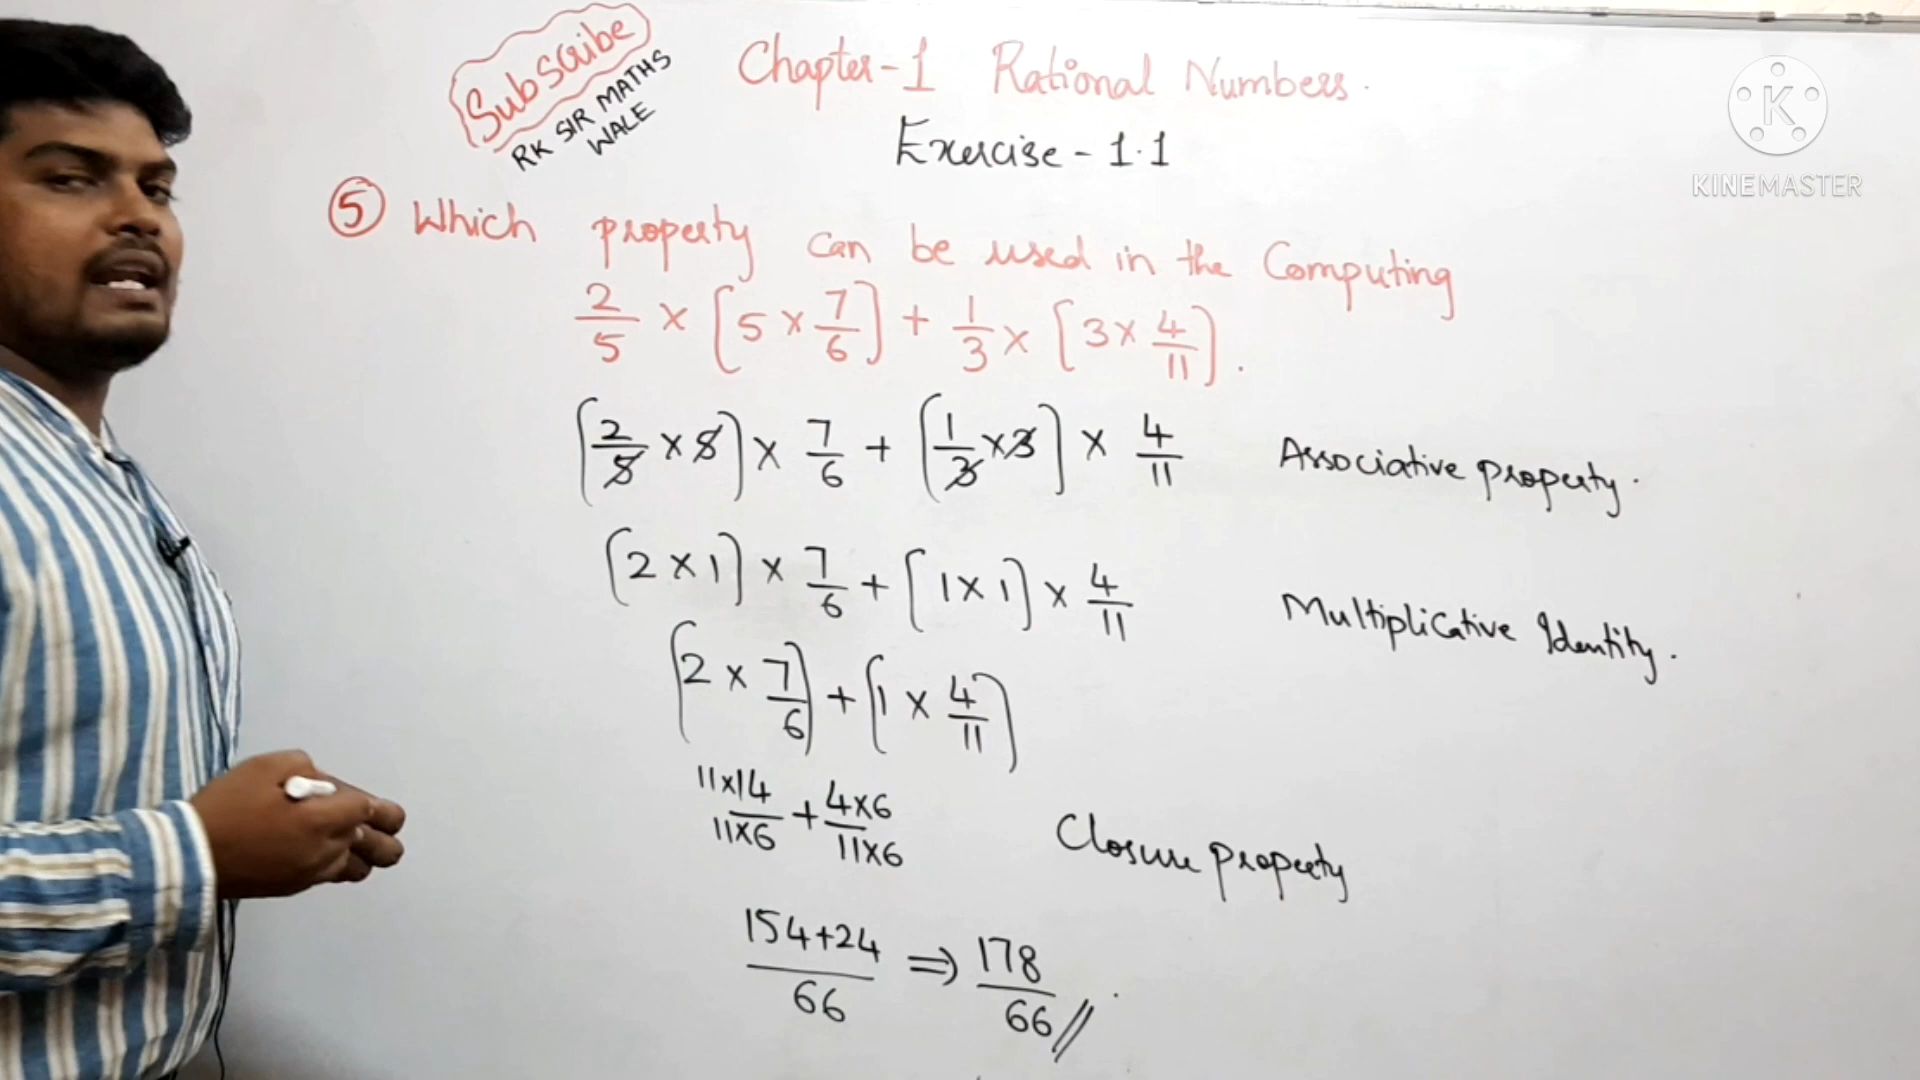 Subscribe
RK SIR MATHS
WALE
Chapter-1 Rational Numbers.
Exercise - 1.1
KINEMASTER
⑤ Which property can be used in the Computing
2/5 × [5 × 7/6] + 1/3 × [3 × 4/11].
[2/5 × 5] × 7/6 + [1/3 × 3] × 4/11 Associative property.
[2 × 1] × 7/6 + [1 × 1] × 4/11 Multiplicative Identity.
(2 × 7/6) + (1 × 4/11)
11×14/11×6 + 4×6/11×6 Closure property
154+24/66 ⇒ 178/66 //